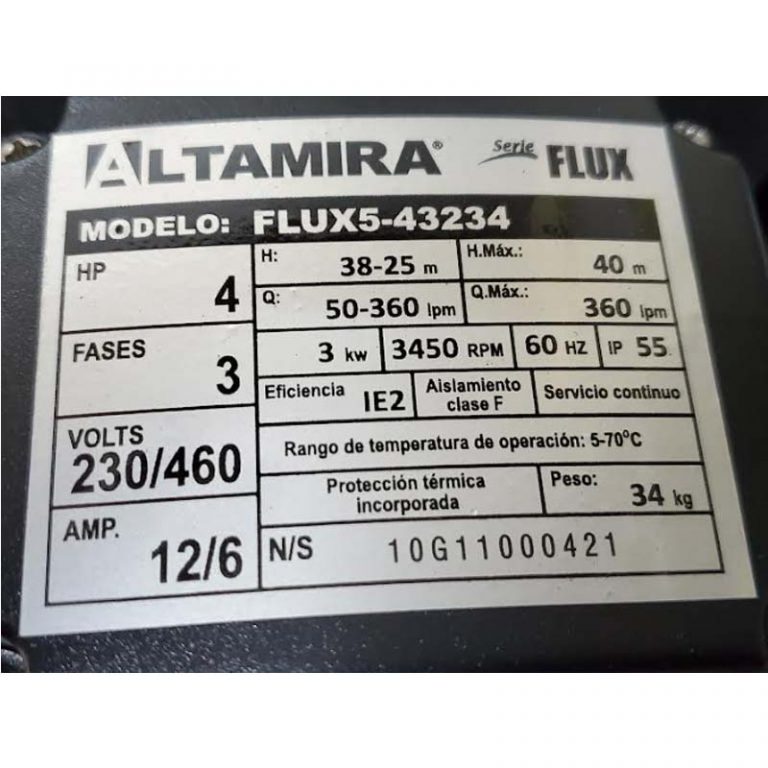 ALTAMIRA® Serie FLUX
MODELO: FLUX5-43234
HP 4
H: 38-25 m
H.Máx.: 40 m
Q: 50-360 lpm
Q.Máx.: 360 lpm
FASES 3
3 kw
3450 RPM
60 HZ
IP 55
Eficiencia IE2
Aislamiento
clase F
Servicio continuo
VOLTS
230/460
Rango de temperatura de operación: 5-70ºC
Protección térmica
incorporada
Peso: 34 kg
AMP. 12/6
N/S 10G11000421